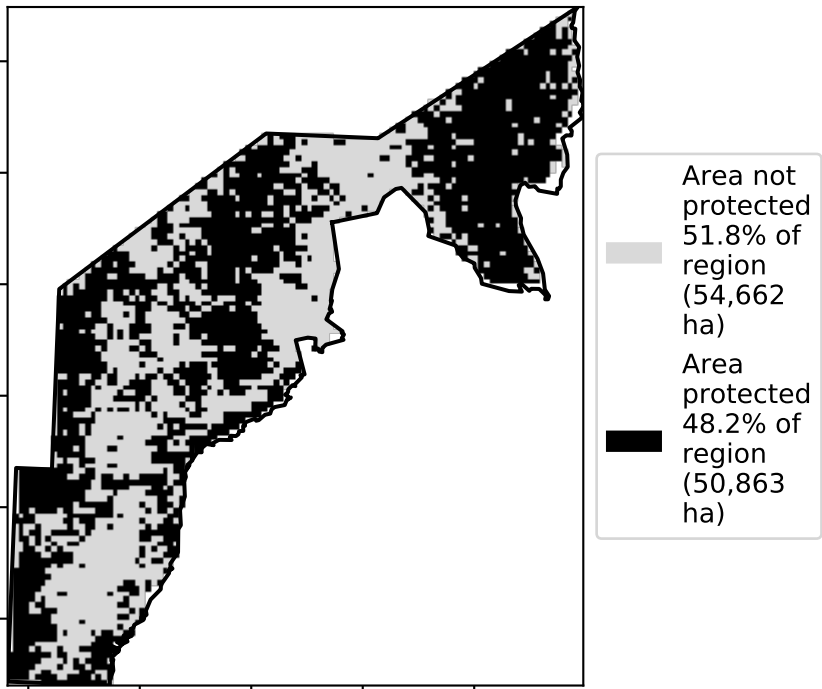 Area not
protected
51.8% of
region
(54,662
ha)
Area
protected
48.2% of
region
(50,863
ha)